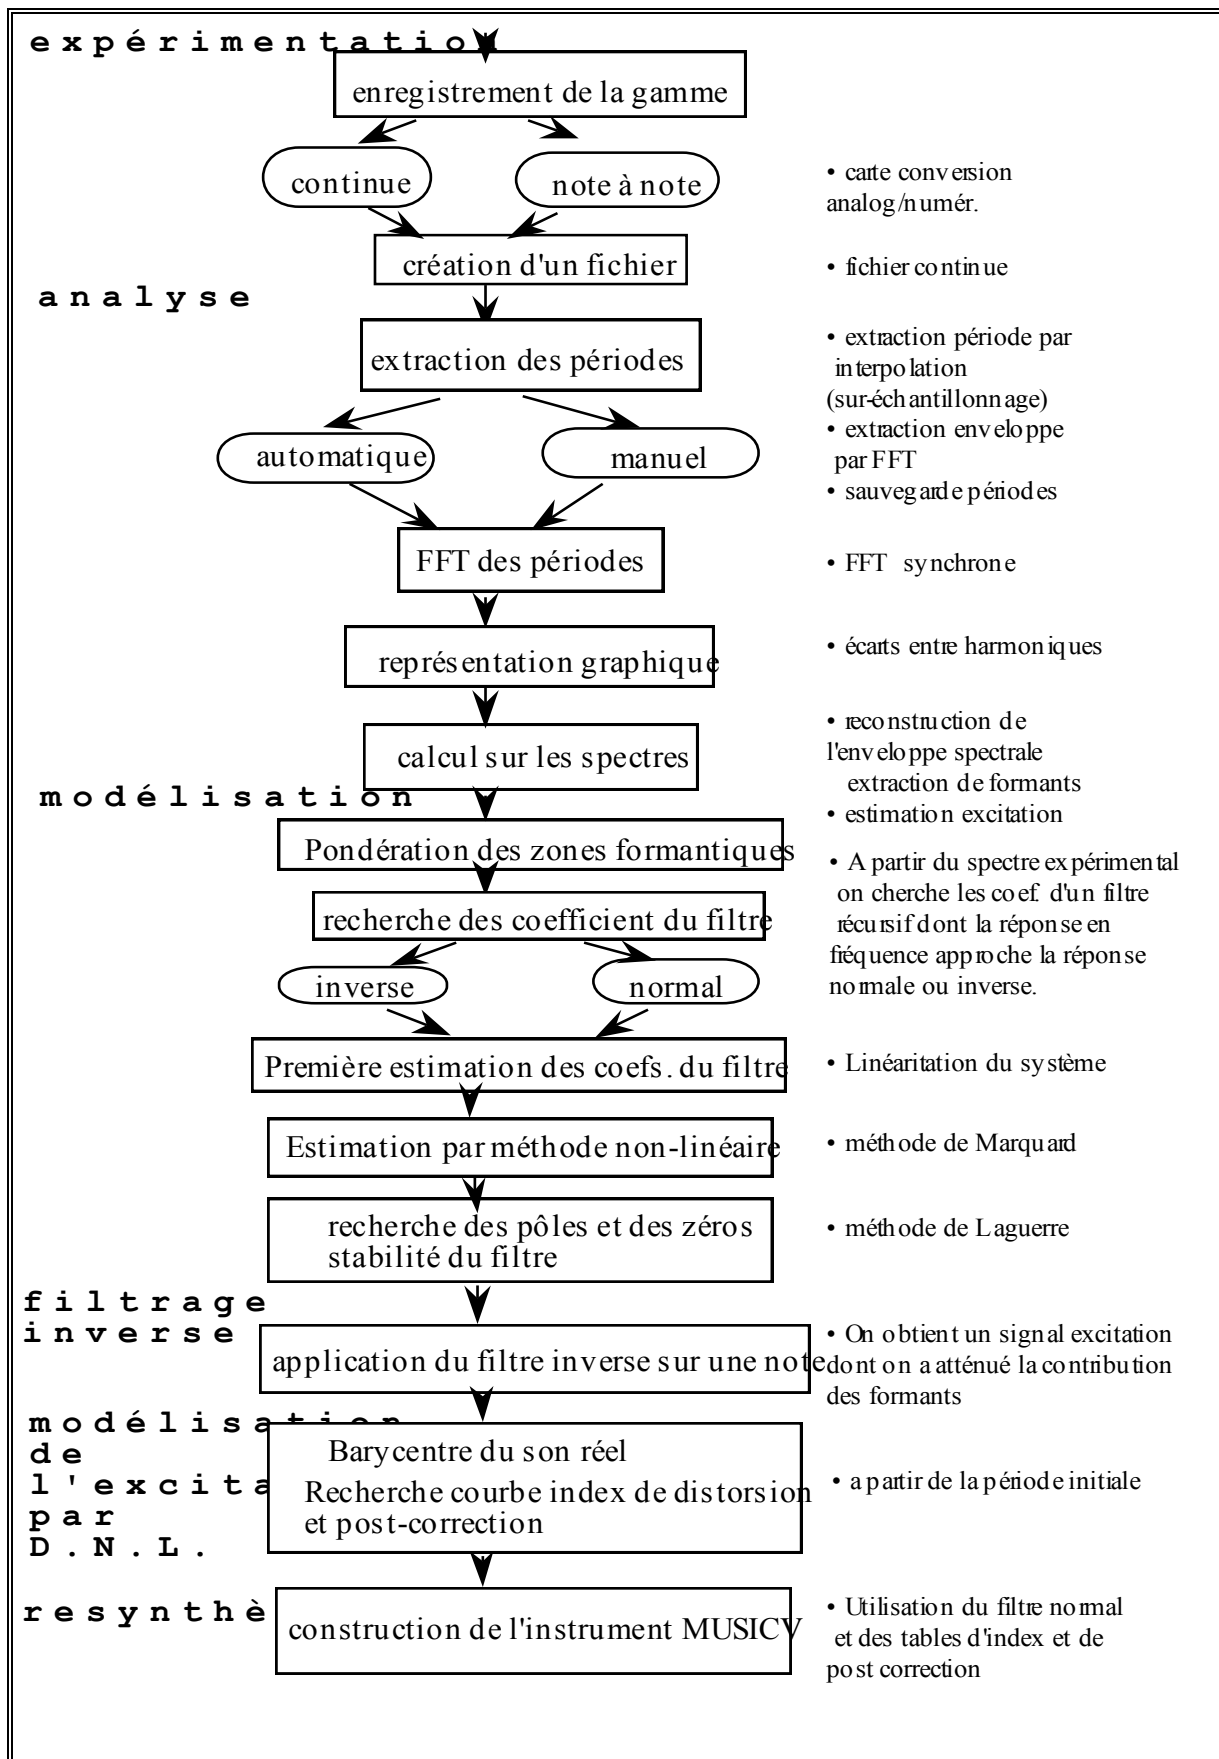 expérimentation
enregistrement de la gamme
continue
note à note
• carte conversion
analog/numér.
création d'un fichier
• fichier continue
analyse
extraction des périodes
• extraction période par
interpolation
(sur-échantillonnage)
automatique
manuel
• extraction enveloppe
par FFT
• sauvegarde périodes
FFT des périodes
• FFT synchrone
représentation graphique
• écarts entre harmoniques
calcul sur les spectres
• reconstruction de
l'enveloppe spectrale
extraction de formants
• estimation excitation
modélisation
Pondération des zones formantiques
recherche des coefficient du filtre
• A partir du spectre expérimental
on cherche les coef. d'un filtre
récursif dont la réponse en
fréquence approche la réponse
normale ou inverse.
inverse
normal
Première estimation des coefs. du filtre
• Linéaritation du système
Estimation par méthode non-linéaire
• méthode de Marquard
recherche des pôles et des zéros
stabilité du filtre
• méthode de Laguerre
filtrage
inverse
application du filtre inverse sur une note
• On obtient un signal excitation
dont on a atténué la contribution
des formants
modélisation
de
l'excita
par
D.N.L.
Barycentre du son réel
Recherche courbe index de distorsion
et post-correction
• a partir de la période initiale
resynthè
construction de l'instrument MUSICV
• Utilisation du filtre normal
et des tables d'index et de
post correction